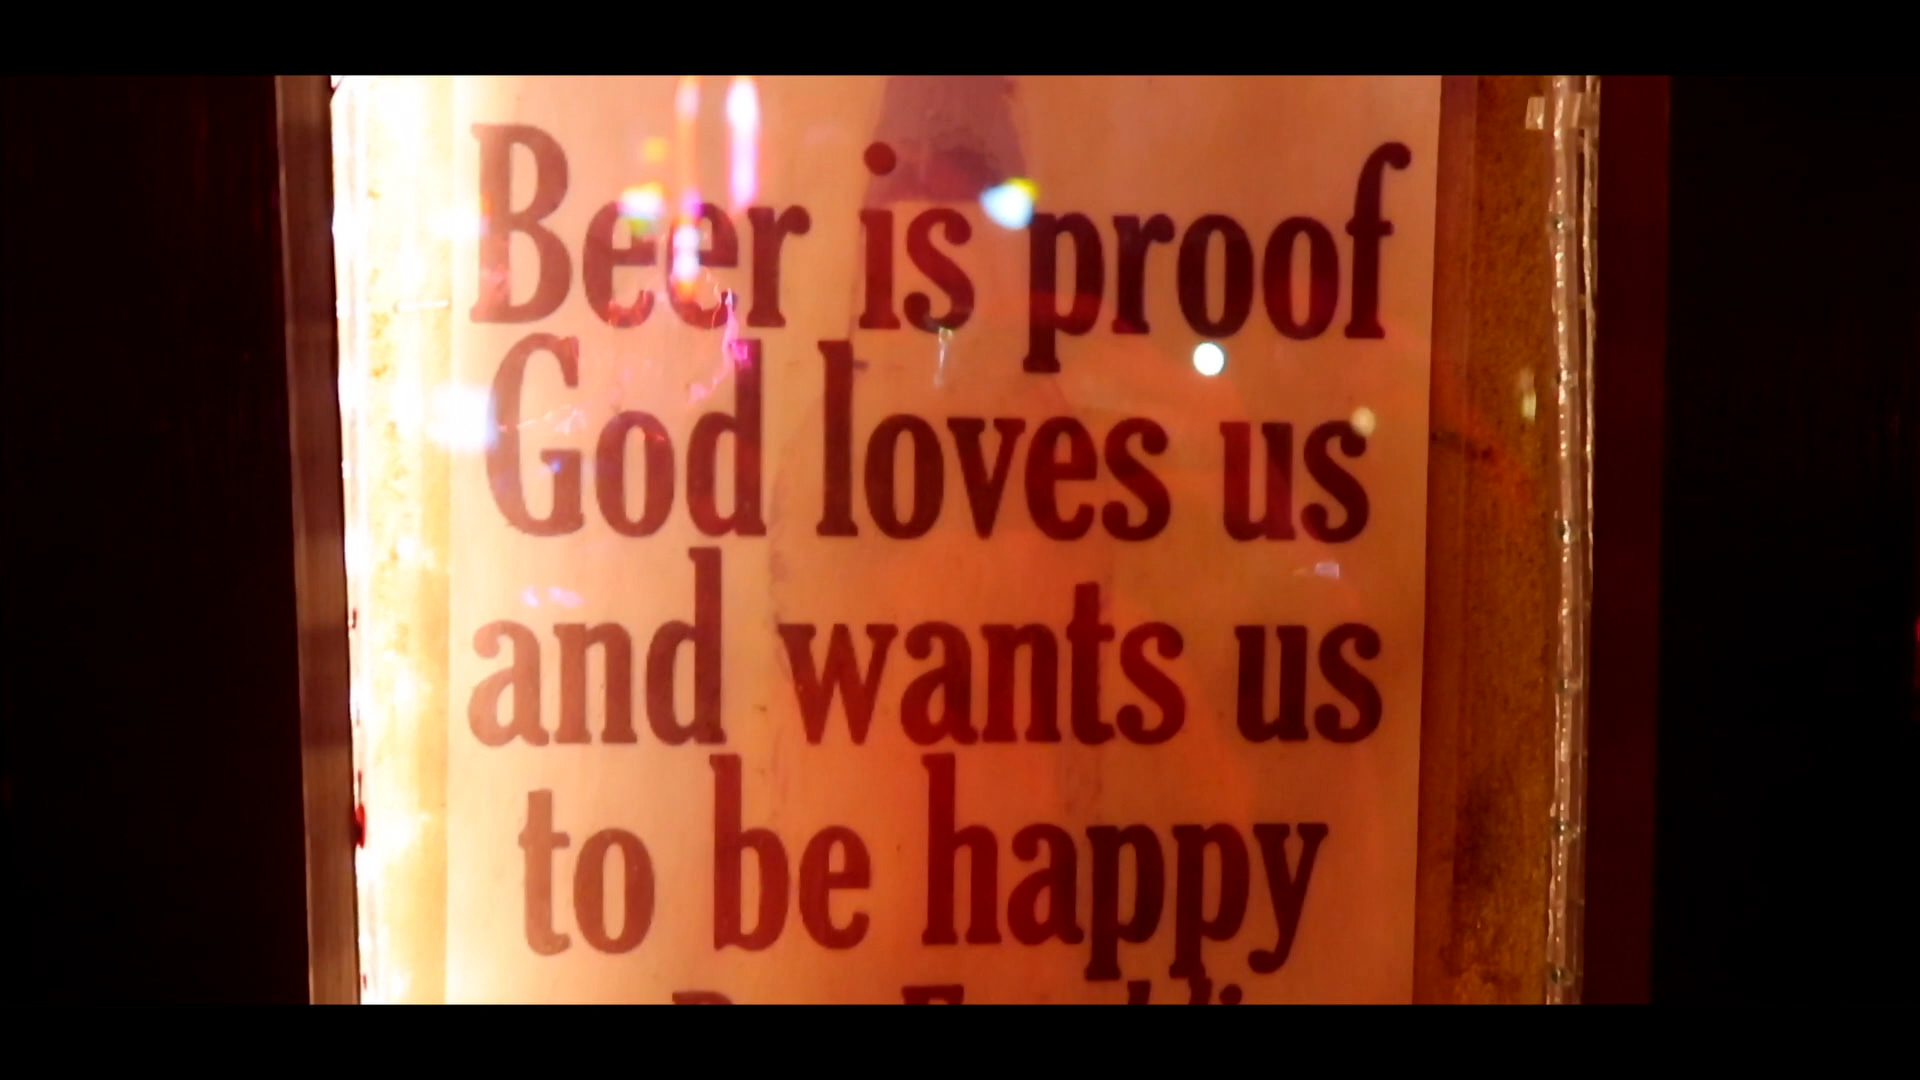 Beer is proof
God loves us
and wants us
to be happy